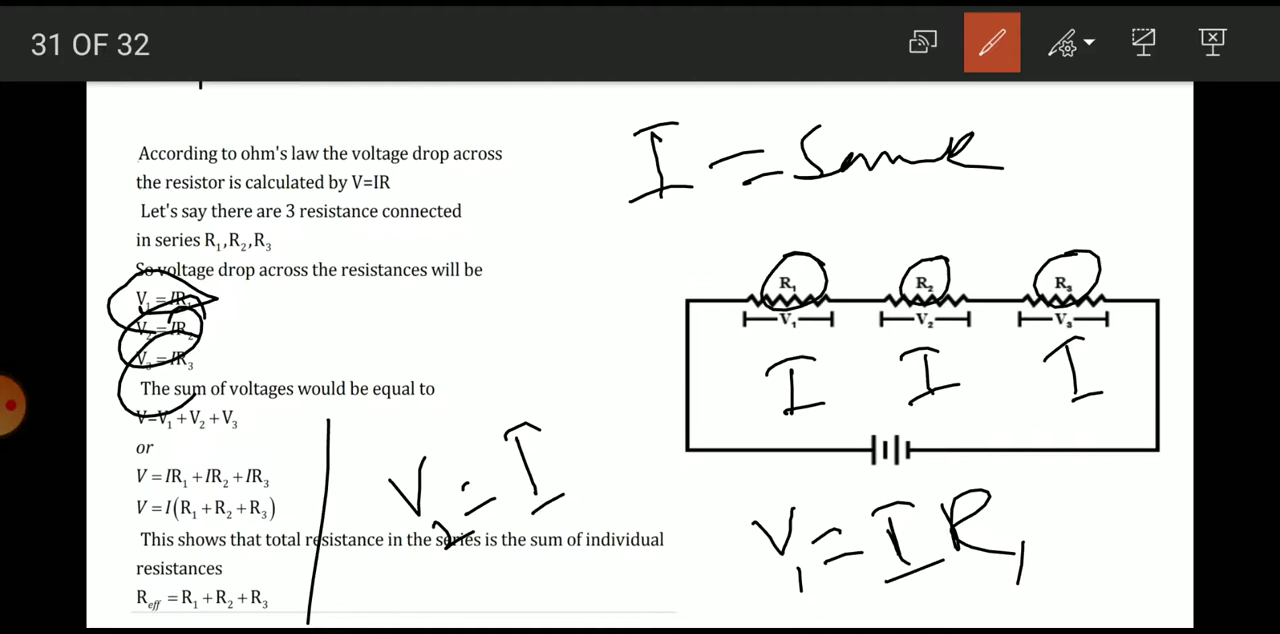 31 OF 32
According to ohm's law the voltage drop across
the resistor is calculated by V=IR
Let's say there are 3 resistance connected
in series R₁,R₂,R₃
So voltage drop across the resistances will be
V₁ = IR₁
V₂ = IR₂
V₃ = IR₃
The sum of voltages would be equal to
V=V₁ +V₂ +V₃
or
V = IR₁ + IR₂ + IR₃
V = I(R₁ + R₂ + R₃)
This shows that total resistance in the series is the sum of individual
resistances
R_eff = R₁ + R₂ + R₃
I = Same
R₁ R₂ R₃
V₁ V₂ V₃
I I I
V₂ = I
V₁ = IR₁